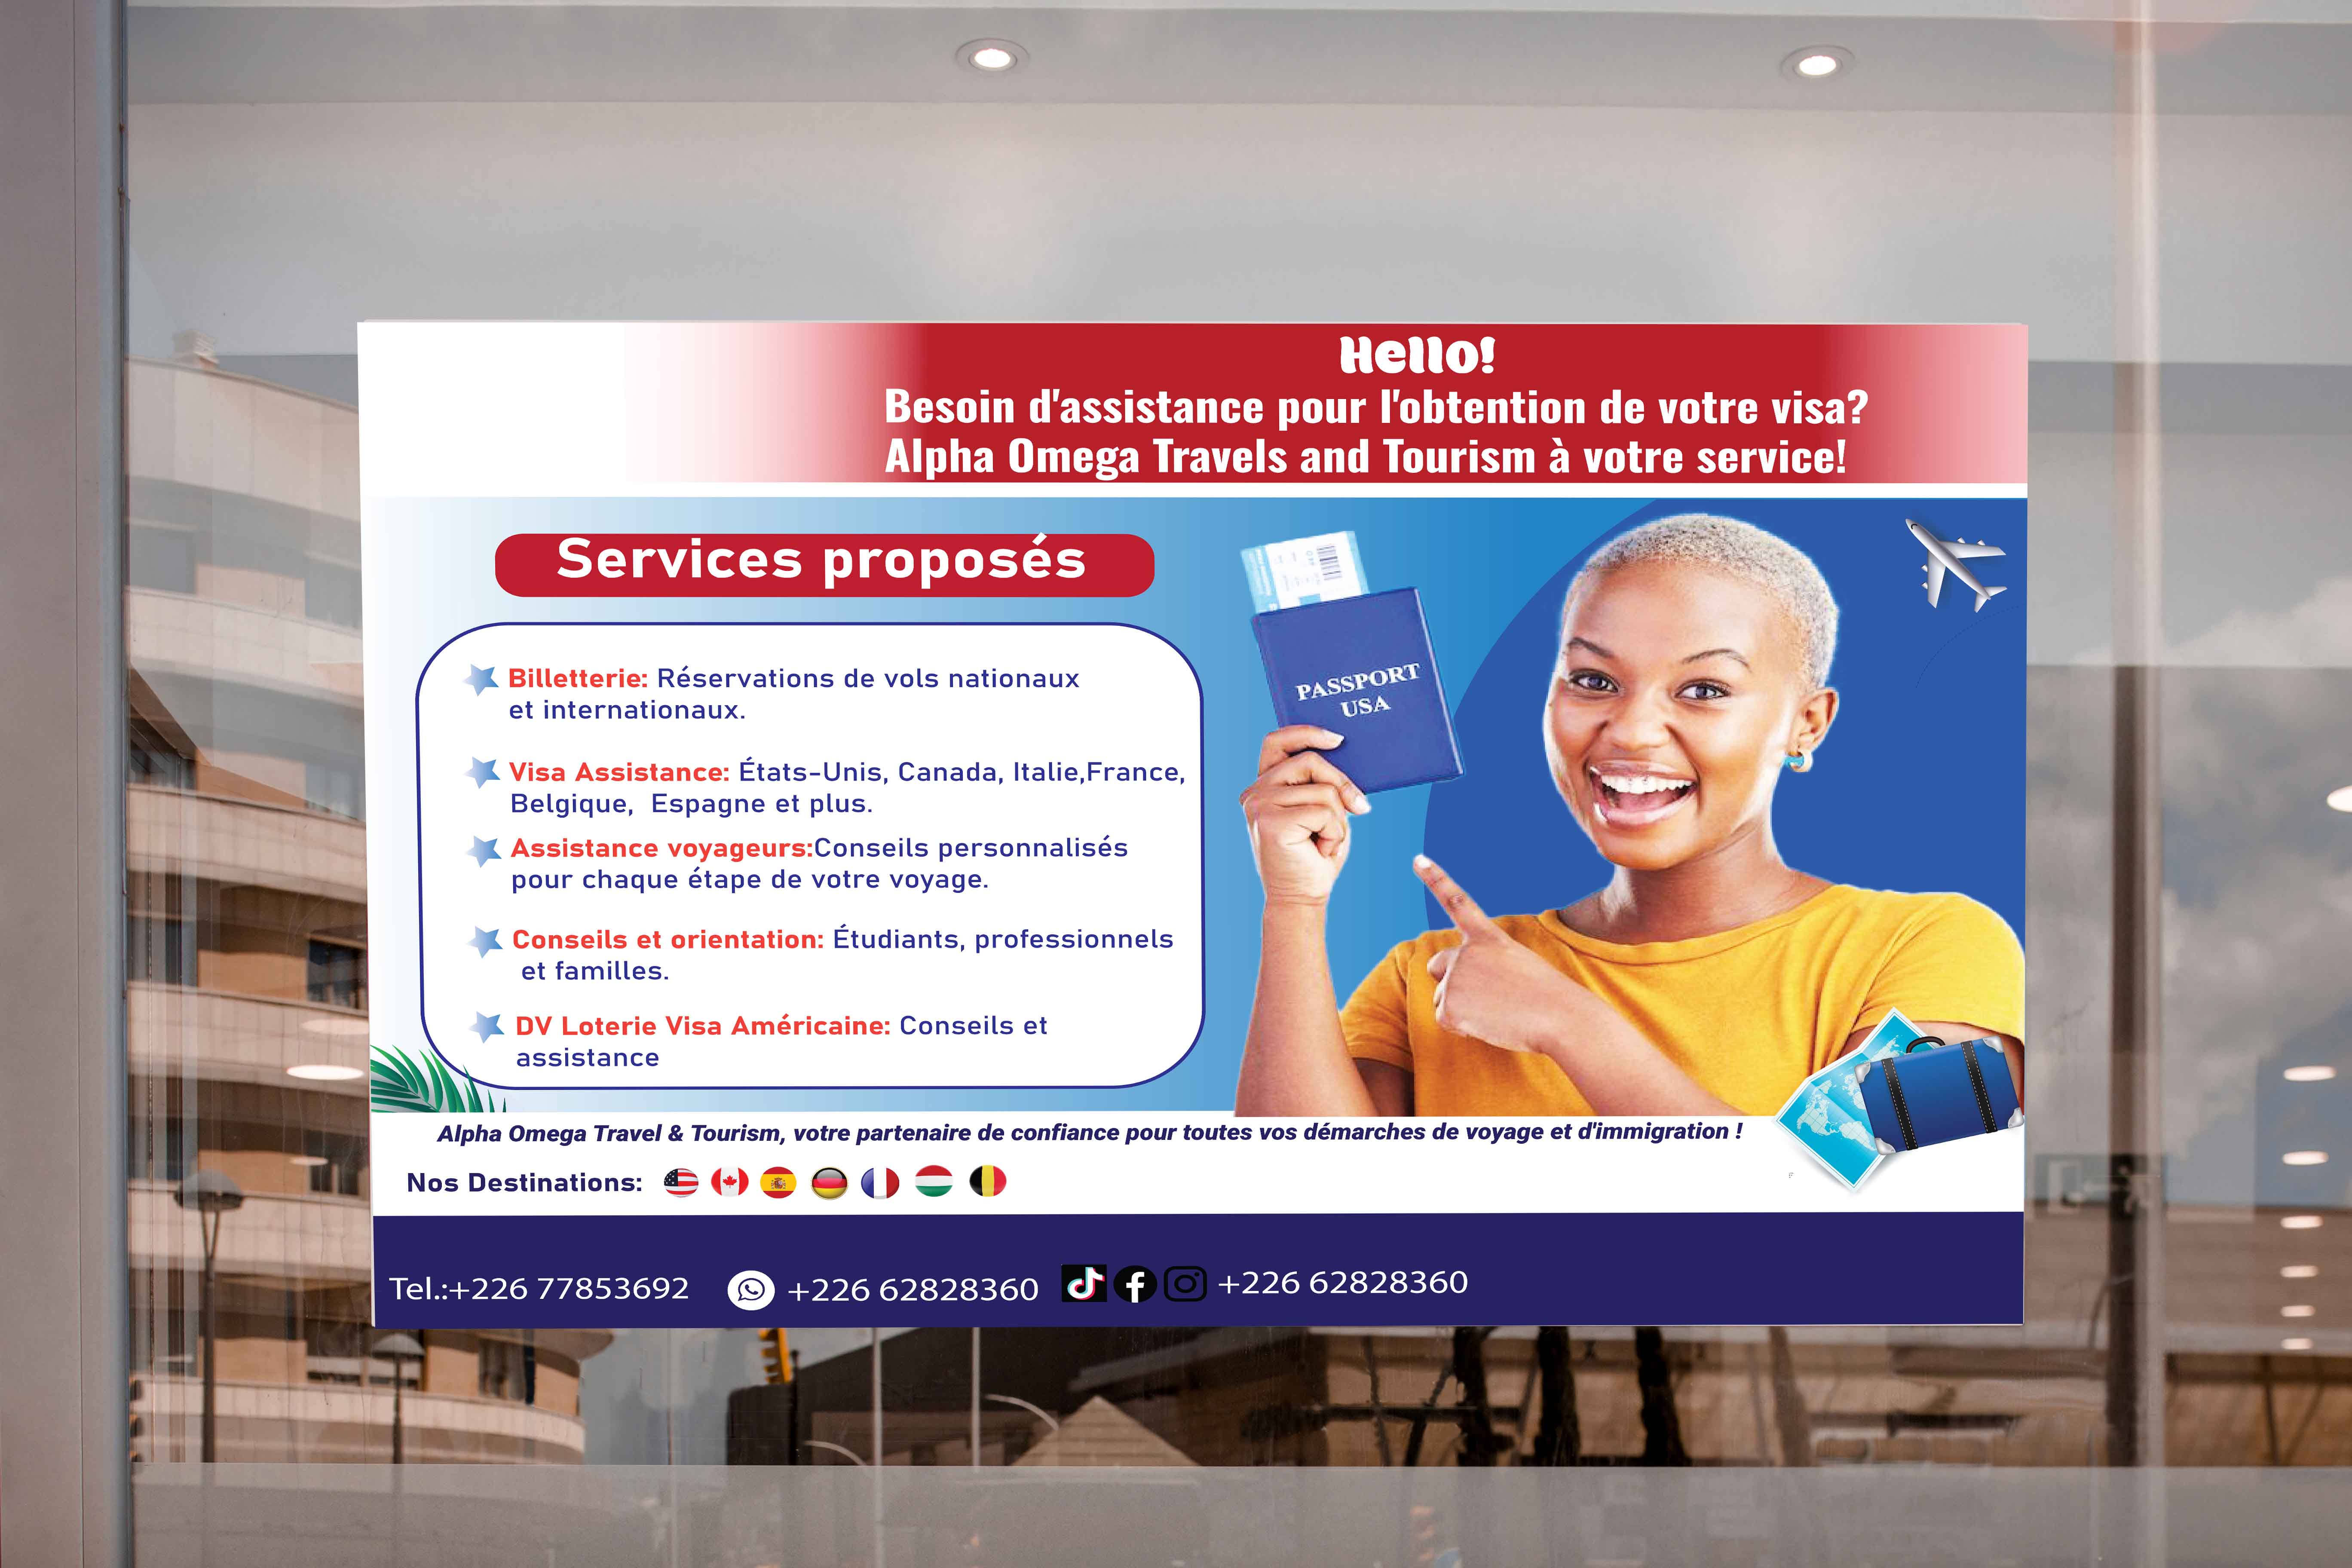 Hello!
Besoin d'assistance pour l'obtention de votre visa?
Alpha Omega Travels and Tourism à votre service!
Services proposés
Billetterie: Réservations de vols nationaux
et internationaux.
Visa Assistance: États-Unis, Canada, Italie,France,
Belgique, Espagne et plus.
Assistance voyageurs:Conseils personnalisés
pour chaque étape de votre voyage.
Conseils et orientation: Étudiants, professionnels
et familles.
DV Loterie Visa Américaine: Conseils et
assistance
PASSPORT
USA
Alpha Omega Travel & Tourism, votre partenaire de confiance pour toutes vos démarches de voyage et d'immigration !
Nos Destinations:
Tel.:+226 77853692 +226 62828360 +226 62828360